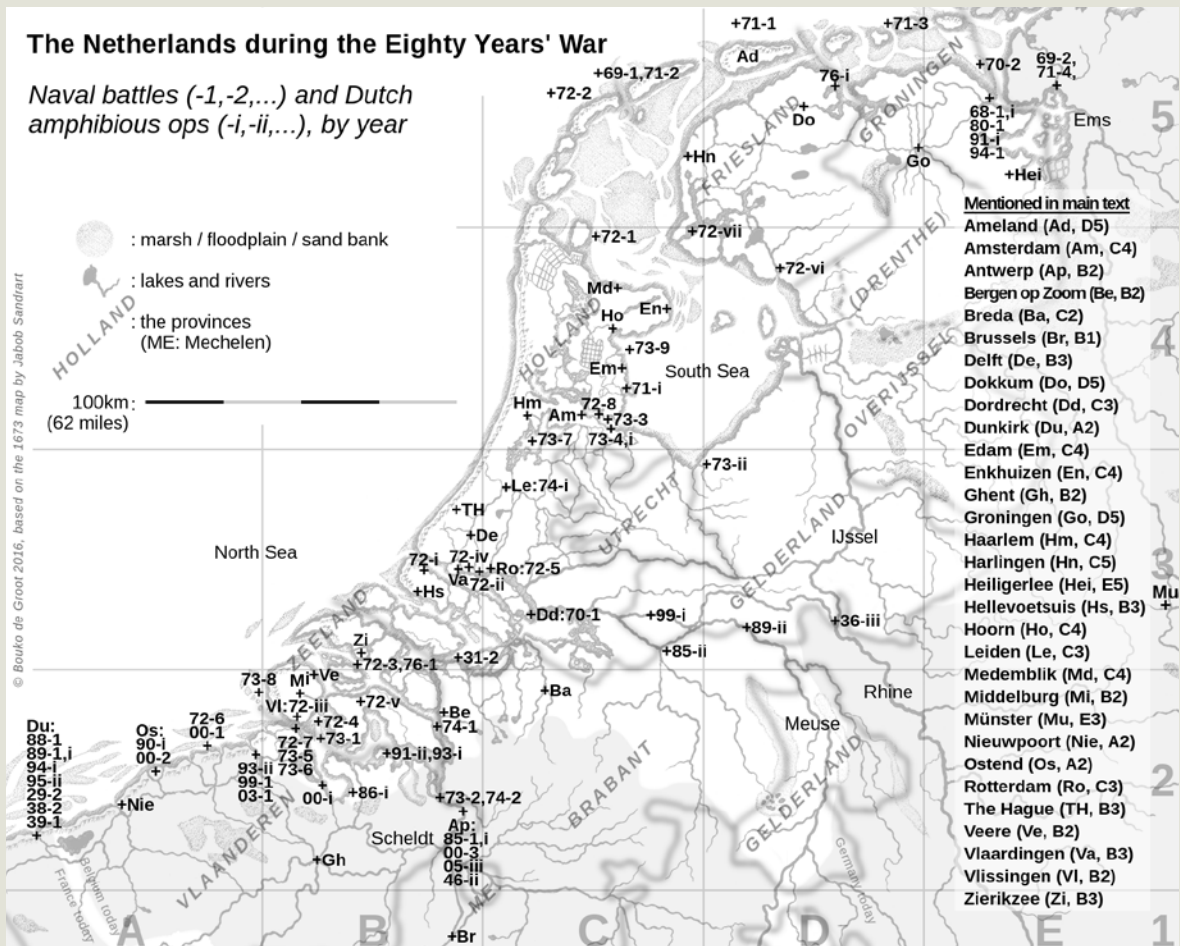 The Netherlands during the Eighty Years' War
Naval battles (-1,-2,...) and Dutch
amphibious ops (-i,-ii,...), by year
: marsh / floodplain / sand bank
: lakes and rivers
: the provinces
(ME: Mechelen)
100km:
(62 miles)
© Bouko de Groot 2016, based on the 1673 map by Jabob Sandrart
HOLLAND
+71-1
+71-3
Ad
+69-1,71-2
+72-2
76-i
+70-2
69-2,
71-4,
Do
GRONINGEN
FRIESLAND
68-1,i
80-1
91-i
94-1
Ems
5
+Hn
Go
+Hei
+72-1
+72-vii
+72-vi
(DRENTHE)
Md+
En+
Ho
HOLLAND
+73-9
Em+
South Sea
+71-i
OVERIJSSEL
4
Hm
Am+
72-8
+73-3
+73-7
73-4,i
+73-ii
+Le:74-i
UTRECHT
+TH
+De
GELDERLAND
IJssel
North Sea
72-i
72-iv
+Ro:72-5
Va
72-ii
+Hs
3
Mu
ZEELAND
+Dd:70-1
+99-i
+89-ii
+36-iii
Zi
+72-3,76-1
+31-2
+85-ii
73-8
Mi
+Ve
+Ba
Rhine
Vl:72-iii
+72-v
+Be
+74-1
Meuse
72-6
00-1
+72-4
+73-1
72-7
73-5
73-6
Os:
90-i
00-2
Du:
88-1
89-1,i
94-i
95-ii
29-2
38-2
39-1
+91-ii,93-i
93-ii
99-1
03-1
00-i
+86-i
+Nie
BRABANT
GELDERLAND
2
+73-2,74-2
Scheldt
Ap:
85-1,i
00-3
05-iii
46-ii
+Gh
VLAANDEREN
ME.
Belgium today
France today
Germany today
+Br
A
B
C
D
E
1
Mentioned in main text
Ameland (Ad, D5)
Amsterdam (Am, C4)
Antwerp (Ap, B2)
Bergen op Zoom (Be, B2)
Breda (Ba, C2)
Brussels (Br, B1)
Delft (De, B3)
Dokkum (Do, D5)
Dordrecht (Dd, C3)
Dunkirk (Du, A2)
Edam (Em, C4)
Enkhuizen (En, C4)
Ghent (Gh, B2)
Groningen (Go, D5)
Haarlem (Hm, C4)
Harlingen (Hn, C5)
Heiligerlee (Hei, E5)
Hellevoetsuis (Hs, B3)
Hoorn (Ho, C4)
Leiden (Le, C3)
Medemblik (Md, C4)
Middelburg (Mi, B2)
Münster (Mu, E3)
Nieuwpoort (Nie, A2)
Ostend (Os, A2)
Rotterdam (Ro, C3)
The Hague (TH, B3)
Veere (Ve, B2)
Vlaardingen (Va, B3)
Vlissingen (Vl, B2)
Zierikzee (Zi, B3)